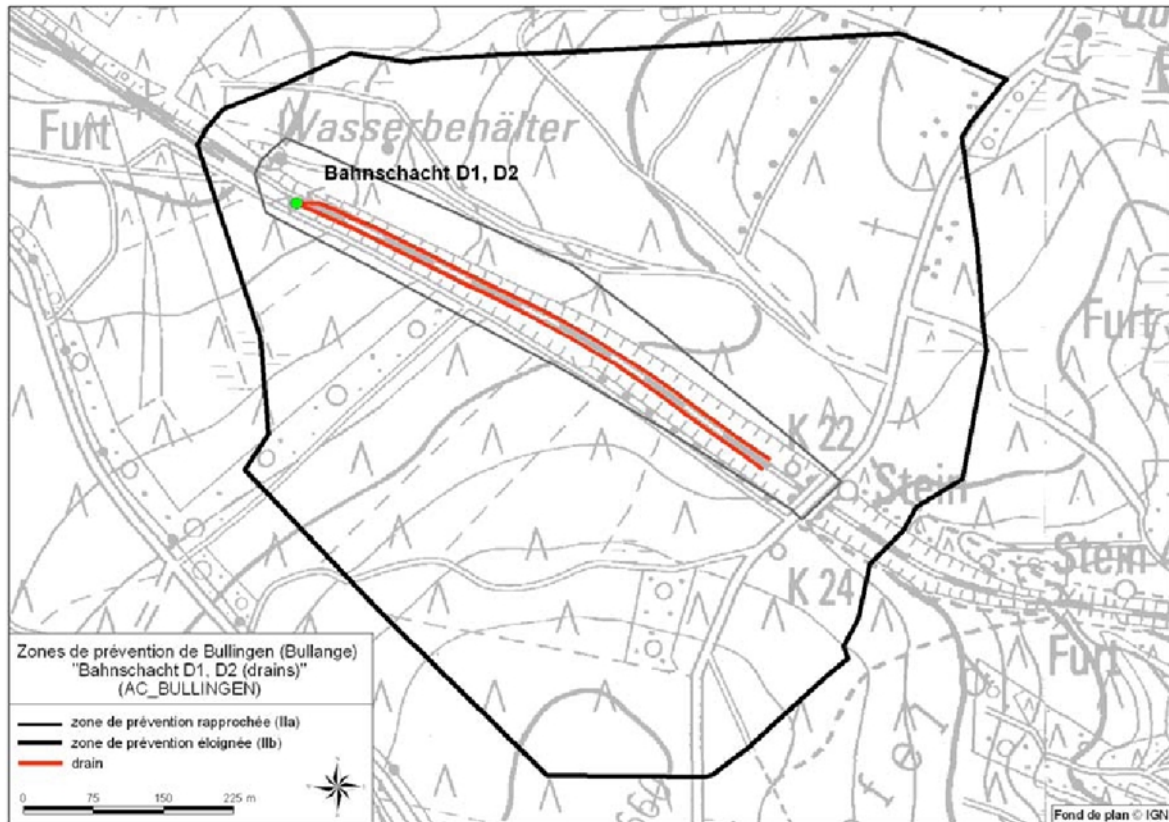 Furt
Wasserbehälter
Bahnschacht D1, D2
Furt
K 22
Stein
K 24
Stein
Furt
Zones de prévention de Bullingen (Bullange)
"Bahnschacht D1, D2 (drains)"
(AC_BULLINGEN)
zone de prévention rapprochée (IIa)
zone de prévention éloignée (IIb)
drain
0 75 150 225 m
Fond de plan © IGN